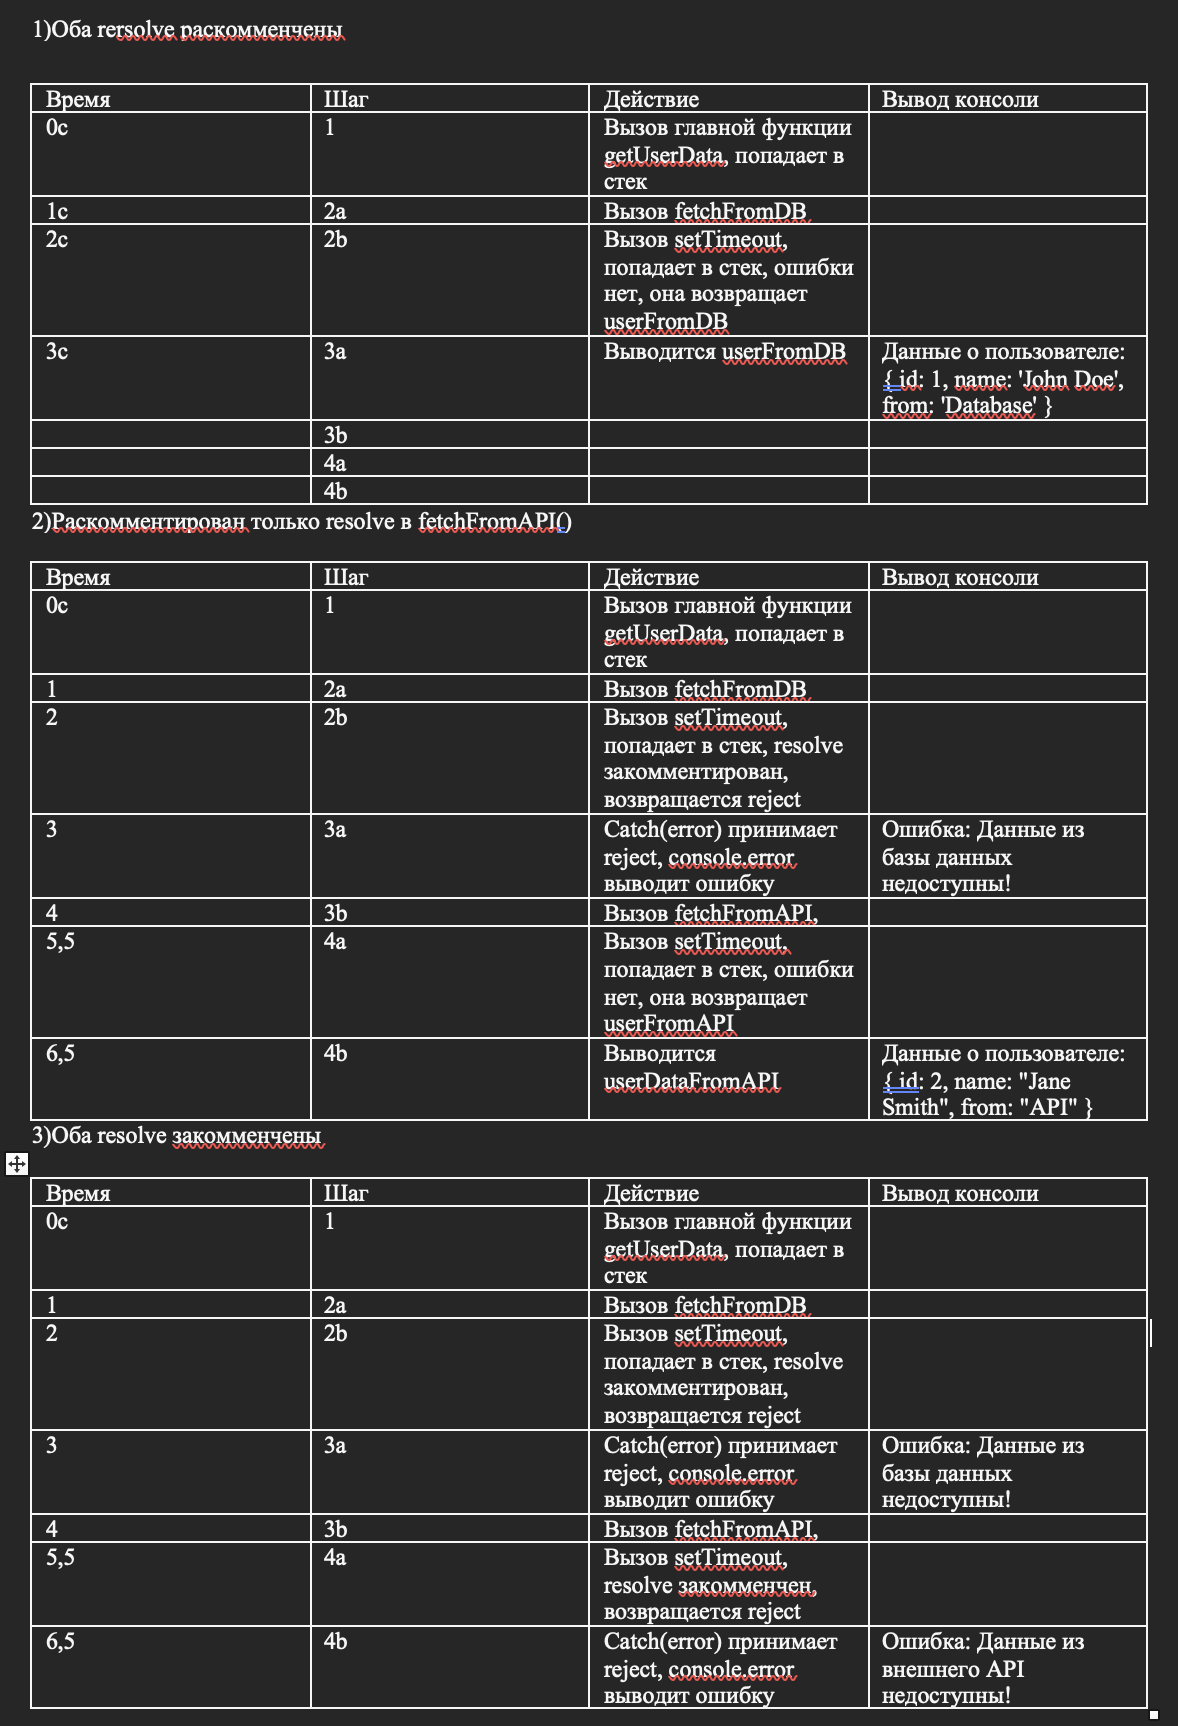 1)Оба rersolve раскомменчены
Время Шаг Действие Вывод консоли
0с 1 Вызов главной функции
getUserData, попадает в
стек
1с 2a Вызов fetchFromDB
2с 2b Вызов setTimeout,
попадает в стек, ошибки
нет, она возвращает
userFromDB
3с 3a Выводится userFromDB Данные о пользователе:
{ id: 1, name: 'John Doe',
from: 'Database' }
3b
4a
4b
2)Раскомментирован только resolve в fetchFromAPI()
Время Шаг Действие Вывод консоли
0с 1 Вызов главной функции
getUserData, попадает в
стек
1 2a Вызов fetchFromDB
2 2b Вызов setTimeout,
попадает в стек, resolve
закомментирован,
возвращается reject
3 3a Catch(error) принимает Ошибка: Данные из
reject, console.error базы данных
выводит ошибку недоступны!
4 3b Вызов fetchFromAPI,
5,5 4a Вызов setTimeout,
попадает в стек, ошибки
нет, она возвращает
userFromAPI
6,5 4b Выводится Данные о пользователе:
userDataFromAPI { id: 2, name: "Jane
Smith", from: "API" }
3)Оба resolve закомменчены
Время Шаг Действие Вывод консоли
0с 1 Вызов главной функции
getUserData, попадает в
стек
1 2a Вызов fetchFromDB
2 2b Вызов setTimeout,
попадает в стек, resolve
закомментирован,
возвращается reject
3 3a Catch(error) принимает Ошибка: Данные из
reject, console.error базы данных
выводит ошибку недоступны!
4 3b Вызов fetchFromAPI,
5,5 4a Вызов setTimeout,
resolve закомменчен,
возвращается reject
6,5 4b Catch(error) принимает Ошибка: Данные из
reject, console.error внешнего API
выводит ошибку недоступны!